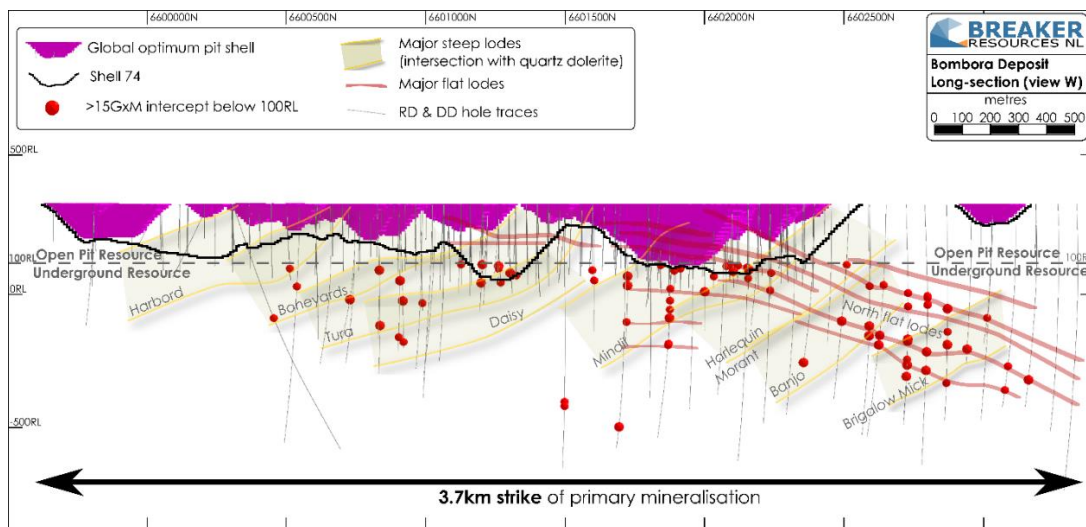 6600000N 6600500N 6601000N 6601500N 6602000N 6602500N
Global optimum pit shell
Shell 74
>15GxM intercept below 100RL
Major steep lodes
(intersection with quartz dolerite)
Major flat lodes
RD & DD hole traces
BREAKER
RESOURCES NL
Bombora Deposit
Long-section (view W)
metres
0 100 200 300 400 500
500RL
Open Pit Resource
100RL
Underground Resource
0RL
-500RL
Open Pit Resource
100R
Underground Resource
Harbord
Boheyards
Tura
Daisy
Mindil
Harlequin
Morant
Banjo
North flat lodes
Brigalow Mick
3.7km strike of primary mineralisation